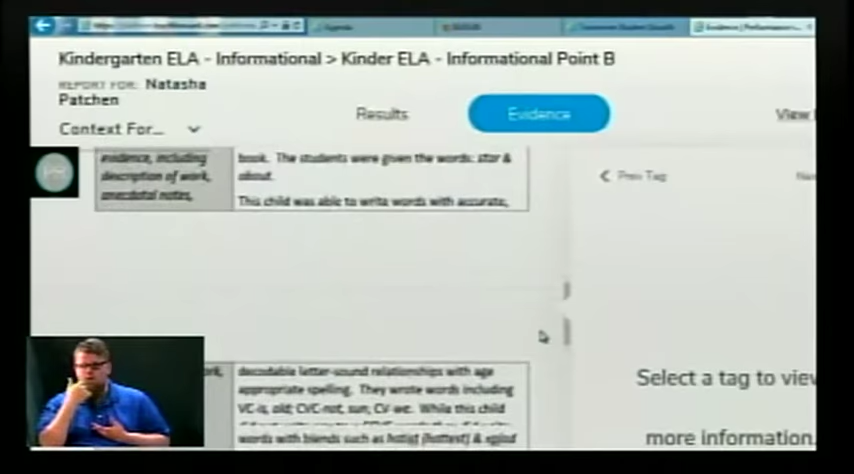 Kindergarten ELA - Informational > Kinder ELA - Informational Point B
REPORT FOR: Natasha
Patchen
Context For...
Results
Evidence
View
evidence, including
description of work,
anecdotal notes,
book. The students were given the words: star &
about.
This child was able to write words with accurate,
Prev Tag
decodable letter-sound relationships with age
appropriate spelling. They wrote words including
VC-is, old; CVC-not, sun; CV-we. While this child
words with blends such as hotist (hottest) &
Select a tag to view
more information.